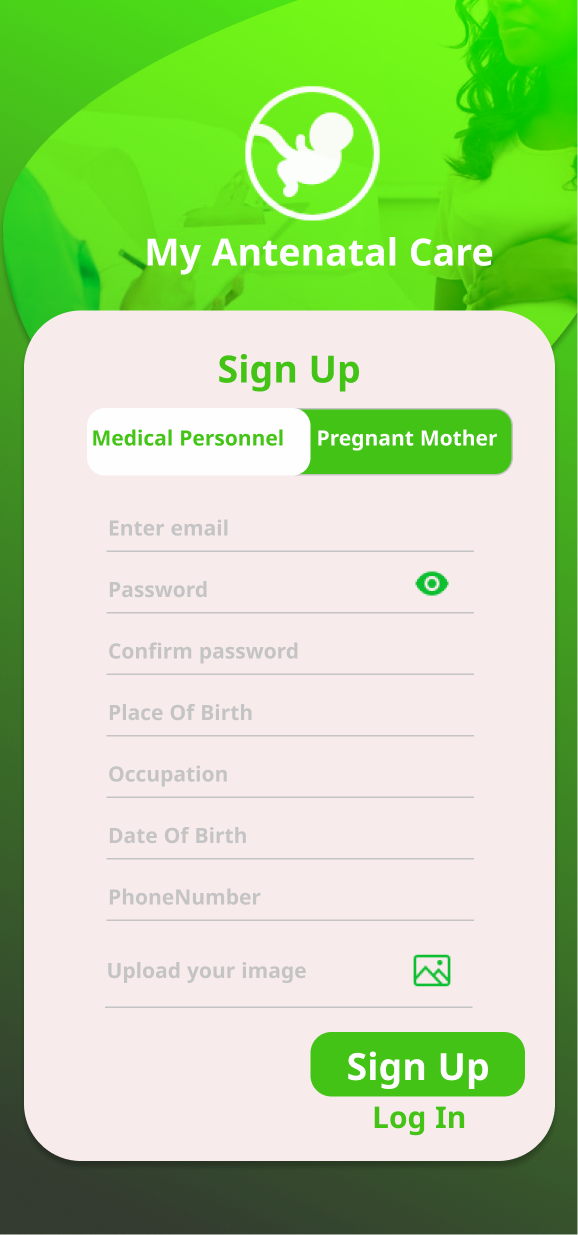 My Antenatal Care
Sign Up
Medical Personnel Pregnant Mother
Enter email
Password
Confirm password
Place Of Birth
Occupation
Date Of Birth
PhoneNumber
Upload your image
Sign Up
Log In